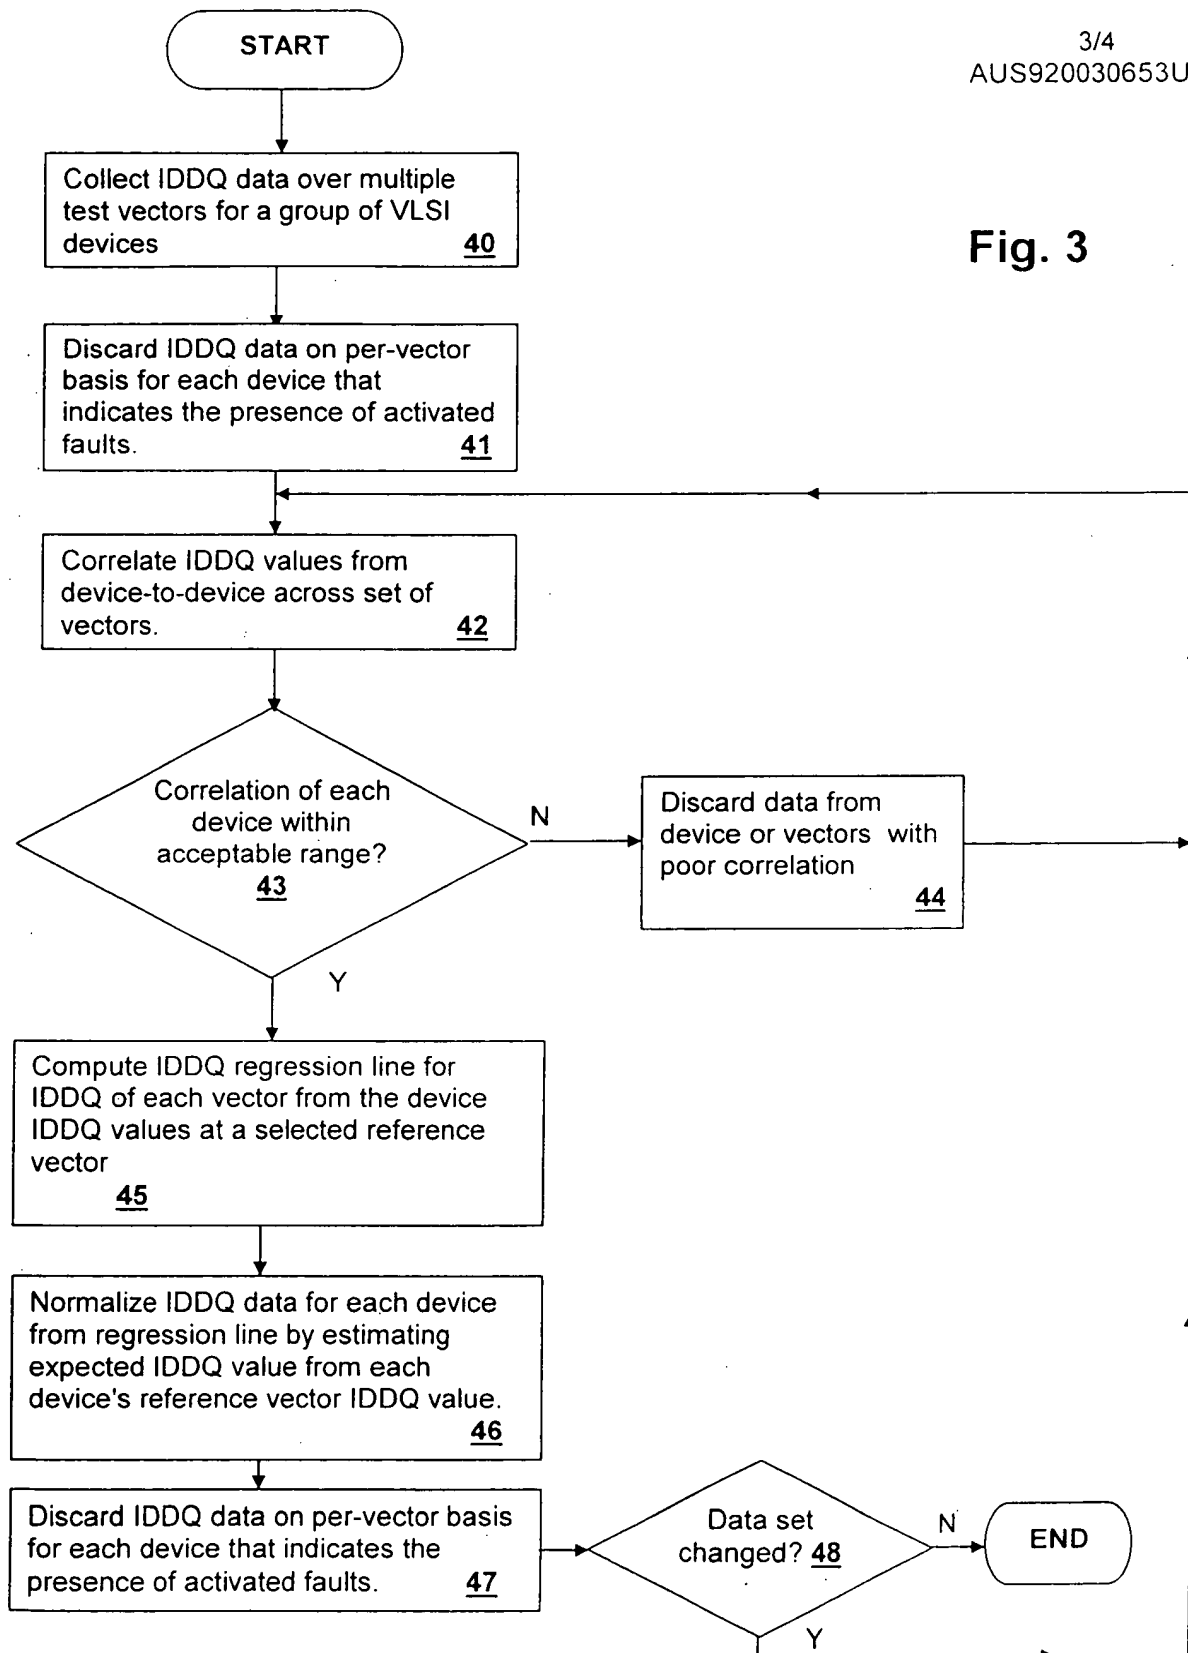 START
3/4
AUS920030653U
Collect IDDQ data over multiple
test vectors for a group of VLSI
devices 40
Fig. 3
Discard IDDQ data on per-vector
basis for each device that
indicates the presence of activated
faults. 41
Correlate IDDQ values from
device-to-device across set of
vectors. 42
Correlation of each
device within
acceptable range?
43
N
Discard data from
device or vectors with
poor correlation
44
Y
Compute IDDQ regression line for
IDDQ of each vector from the device
IDDQ values at a selected reference
vector
45
Normalize IDDQ data for each device
from regression line by estimating
expected IDDQ value from each
device's reference vector IDDQ value.
46
Discard IDDQ data on per-vector basis
for each device that indicates the
presence of activated faults. 47
Data set
changed? 48
N
END
Y